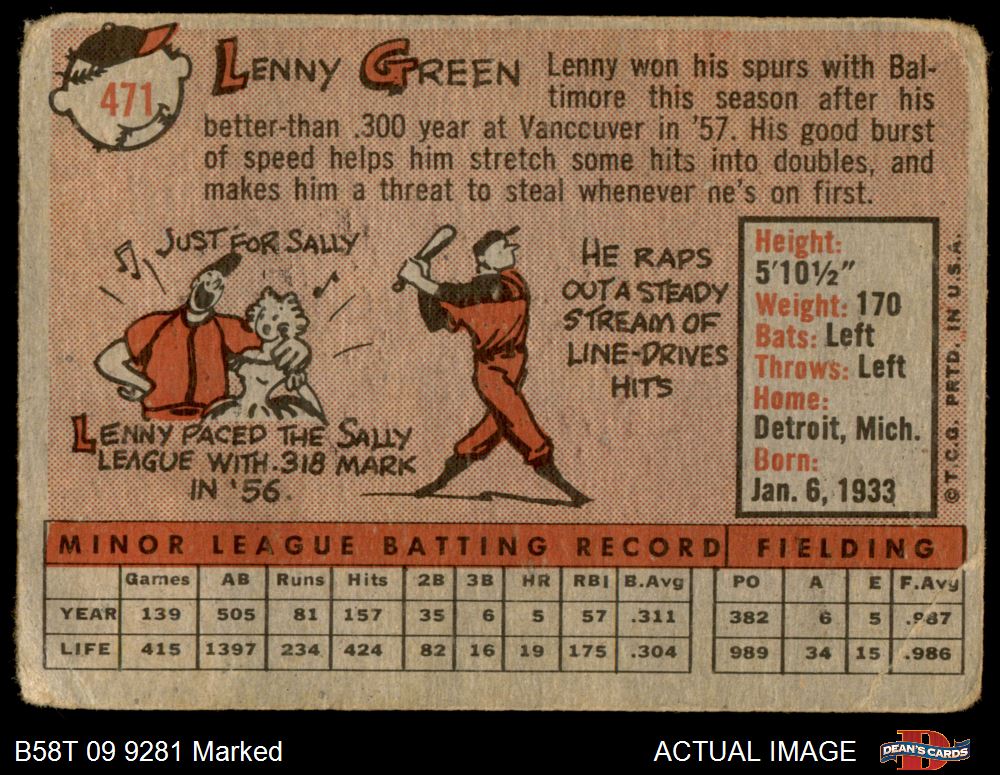 471
LENNY GREEN
Lenny won his spurs with Bal-
timore this season after his
better-than .300 year at Vanccuver in '57. His good burst
of speed helps him stretch some hits into doubles, and
makes him a threat to steal whenever ne's on first.
JUST FOR SALLY
LENNY PACED THE SALLY
LEAGUE WITH .318 MARK
IN '56.
HE RAPS
OUT A STEADY
STREAM OF
LINE-DRIVES
HITS
Height:
5'10½"
Weight: 170
Bats: Left
Throws: Left
Home:
Detroit, Mich.
Born:
Jan. 6, 1933
© T.C.G. PRTD. IN U.S.A.
MINOR LEAGUE BATTING RECORD FIELDING
Games AB Runs Hits 2B 3B HR RBI B.Avg PO A E F.Avg
YEAR 139 505 81 157 35 6 5 57 .311 382 6 5 .987
LIFE 415 1397 234 424 82 16 19 175 .304 989 34 15 .986
B58T 09 9281 Marked ACTUAL IMAGE DEAN'S CARDS